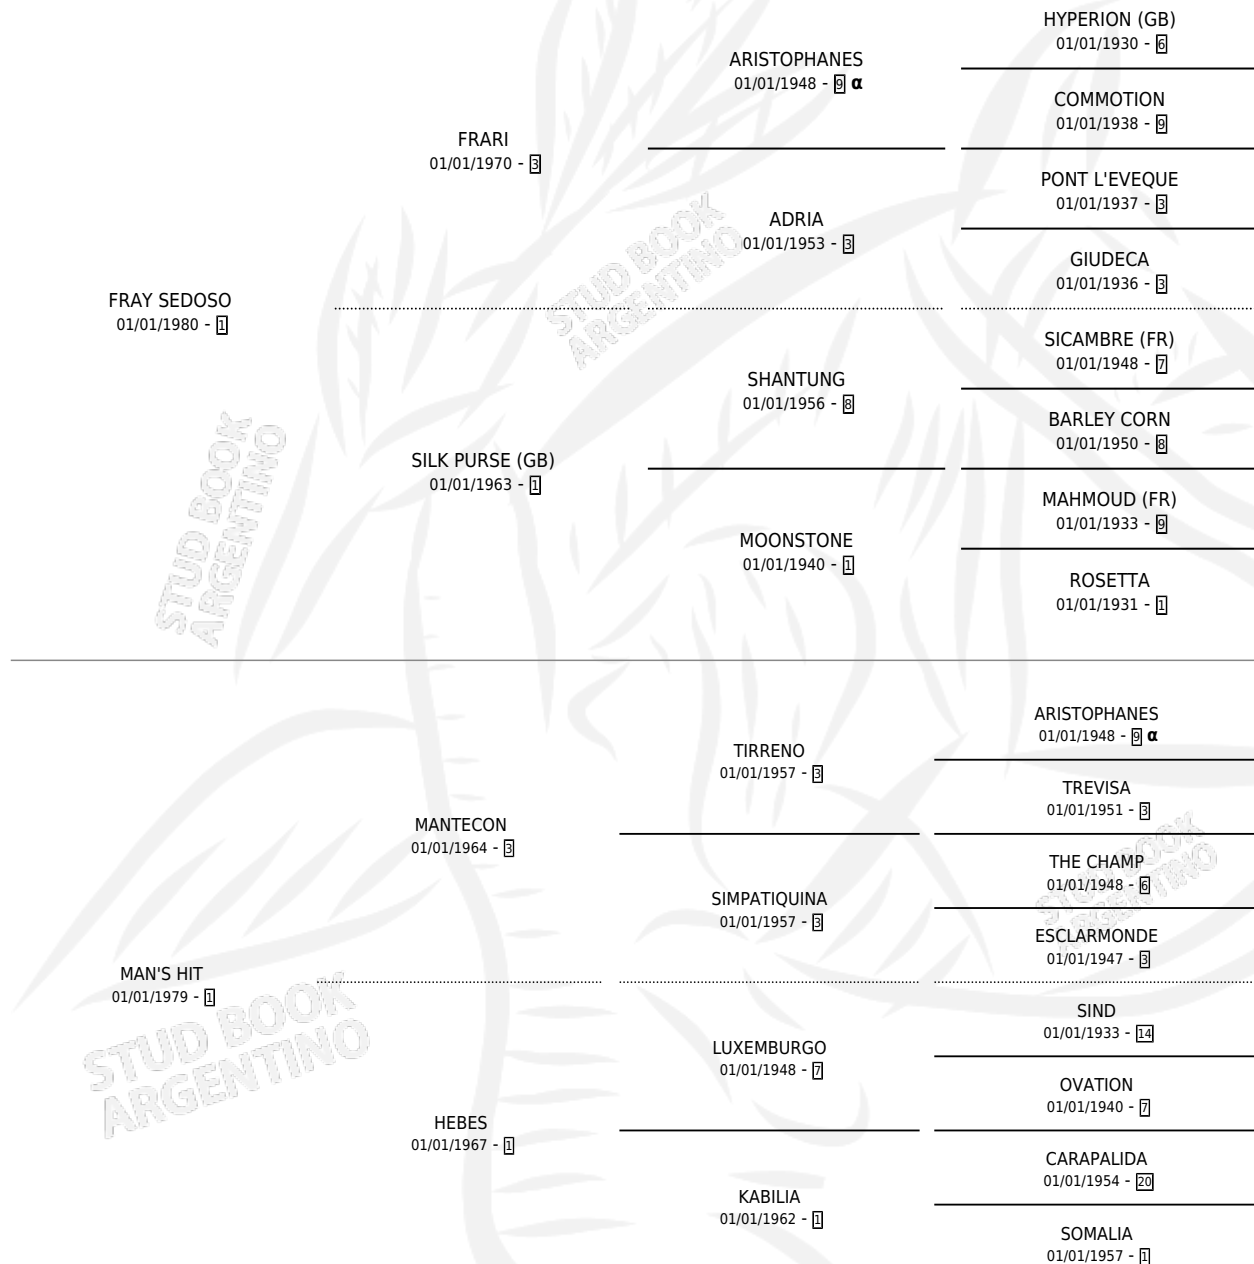 HYPERION (GB)
01/01/1930 - 6
ARISTOPHANES
01/01/1948 - 9 α
COMMOTION
01/01/1938 - 9
FRARI
01/01/1970 - 3
PONT L'EVEQUE
01/01/1937 - 3
ADRIA
01/01/1953 - 3
GIUDECA
01/01/1936 - 3
FRAY SEDOSO
01/01/1980 - 1
SICAMBRE (FR)
01/01/1948 - 7
SHANTUNG
01/01/1956 - 8
BARLEY CORN
01/01/1950 - 8
SILK PURSE (GB)
01/01/1963 - 1
MAHMOUD (FR)
01/01/1933 - 9
MOONSTONE
01/01/1940 - 1
ROSETTA
01/01/1931 - 1
STUD BOOK
ARGENTINO
STUD BOOK
ARGENTINO
ARISTOPHANES
01/01/1948 - 9 α
TIRRENO
01/01/1957 - 3
TREVISA
01/01/1951 - 3
MANTECON
01/01/1964 - 3
THE CHAMP
01/01/1948 - 6
SIMPATIQUINA
01/01/1957 - 3
ESCLARMONDE
01/01/1947 - 3
MAN'S HIT
01/01/1979 - 1
SIND
01/01/1933 - 14
LUXEMBURGO
01/01/1948 - 7
OVATION
01/01/1940 - 7
HEBES
01/01/1967 - 1
CARAPALIDA
01/01/1954 - 20
KABILIA
01/01/1962 - 1
SOMALIA
01/01/1957 - 1
STUD BOOK
ARGENTINO
STUD BOOK
ARGENTINO